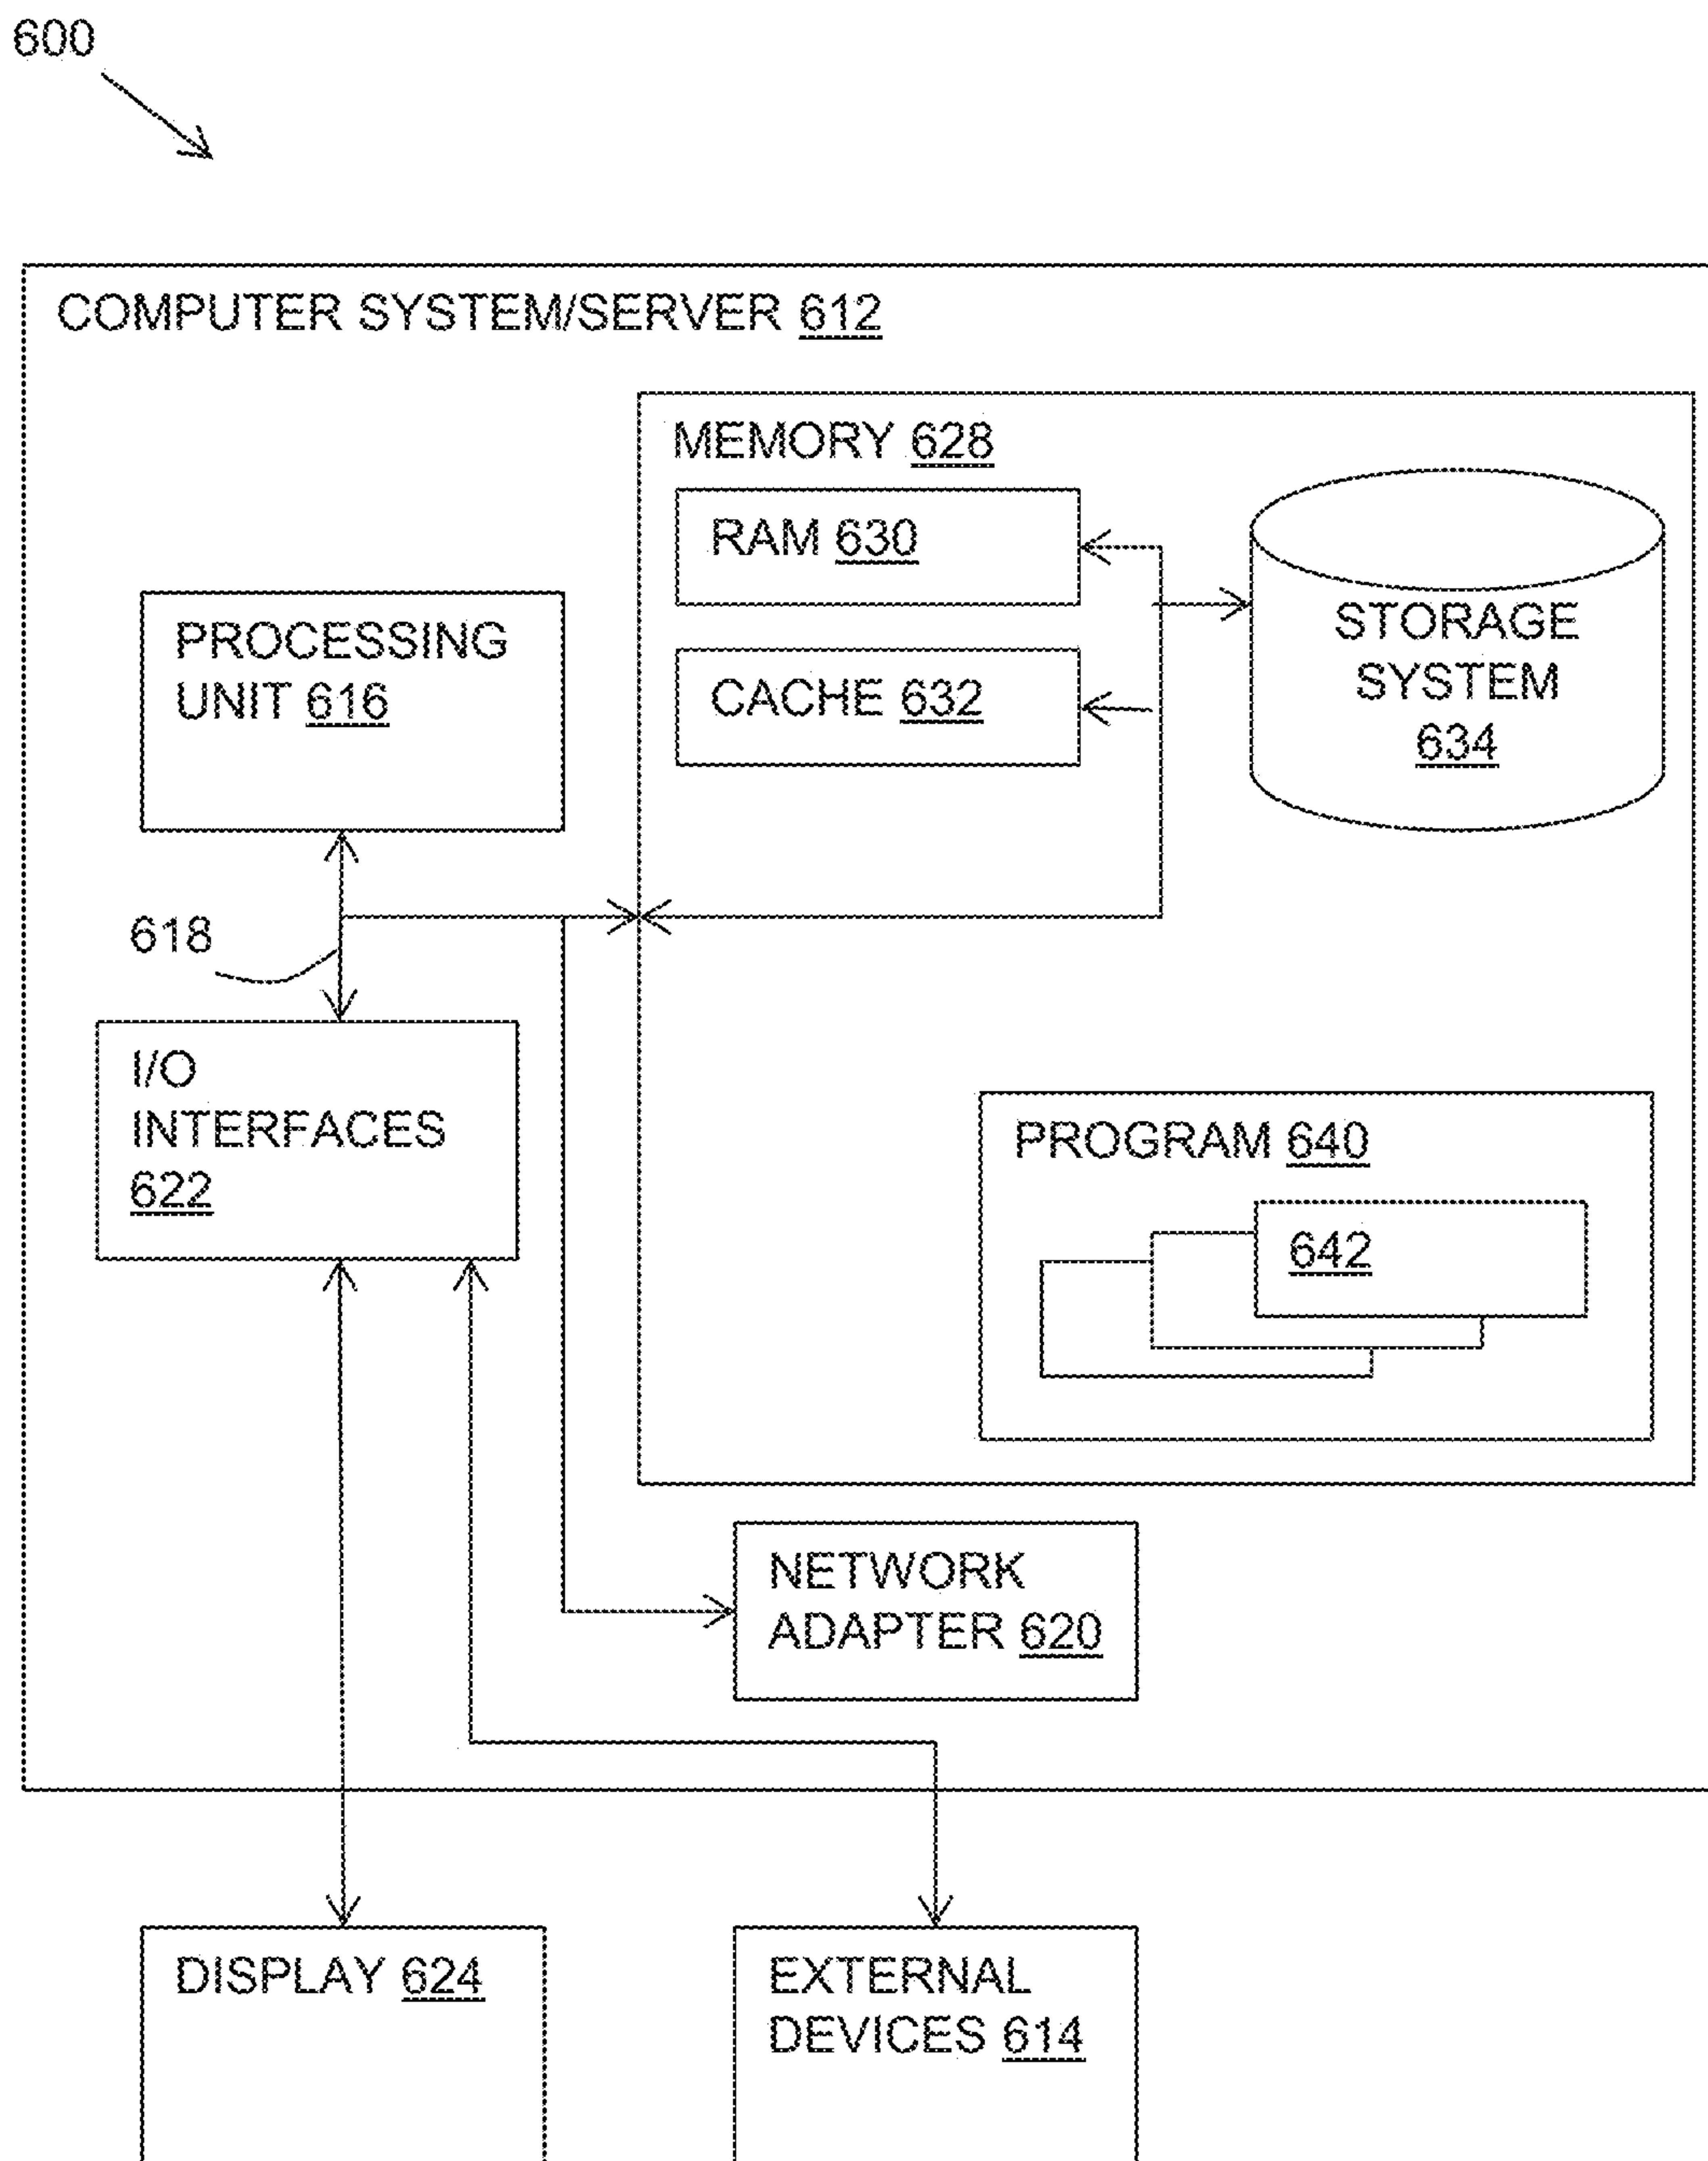 600
COMPUTER SYSTEM/SERVER 612
MEMORY 628
RAM 630
CACHE 632
STORAGE
SYSTEM
634
PROCESSING
UNIT 616
618
I/O
INTERFACES
622
PROGRAM 640
642
NETWORK
ADAPTER 620
DISPLAY 624
EXTERNAL
DEVICES 614